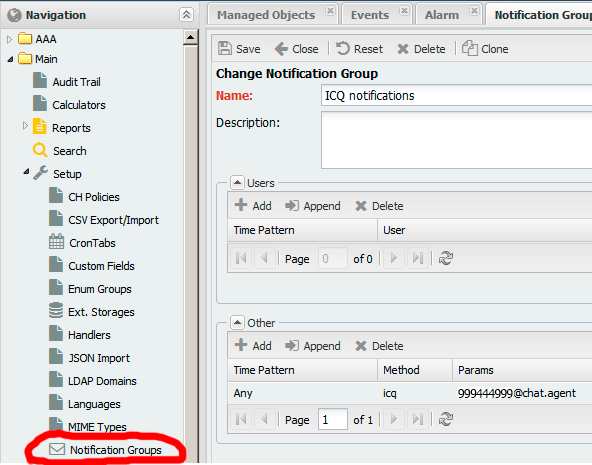 Navigation
AAA
Main
Audit Trail
Calculators
Reports
Search
Setup
CH Policies
CSV Export/Import
CronTabs
Custom Fields
Enum Groups
Ext. Storages
Handlers
JSON Import
LDAP Domains
Languages
MIME Types
Notification Groups
Managed Objects Events Alarm Notification Group
Save Close Reset Delete Clone
Change Notification Group
Name: ICQ notifications
Description:
Users
Add Append Delete
Time Pattern User
Page 0 of 0
Other
Add Append Delete
Time Pattern Method Params
Any icq 999444999@chat.agent
Page 1 of 1